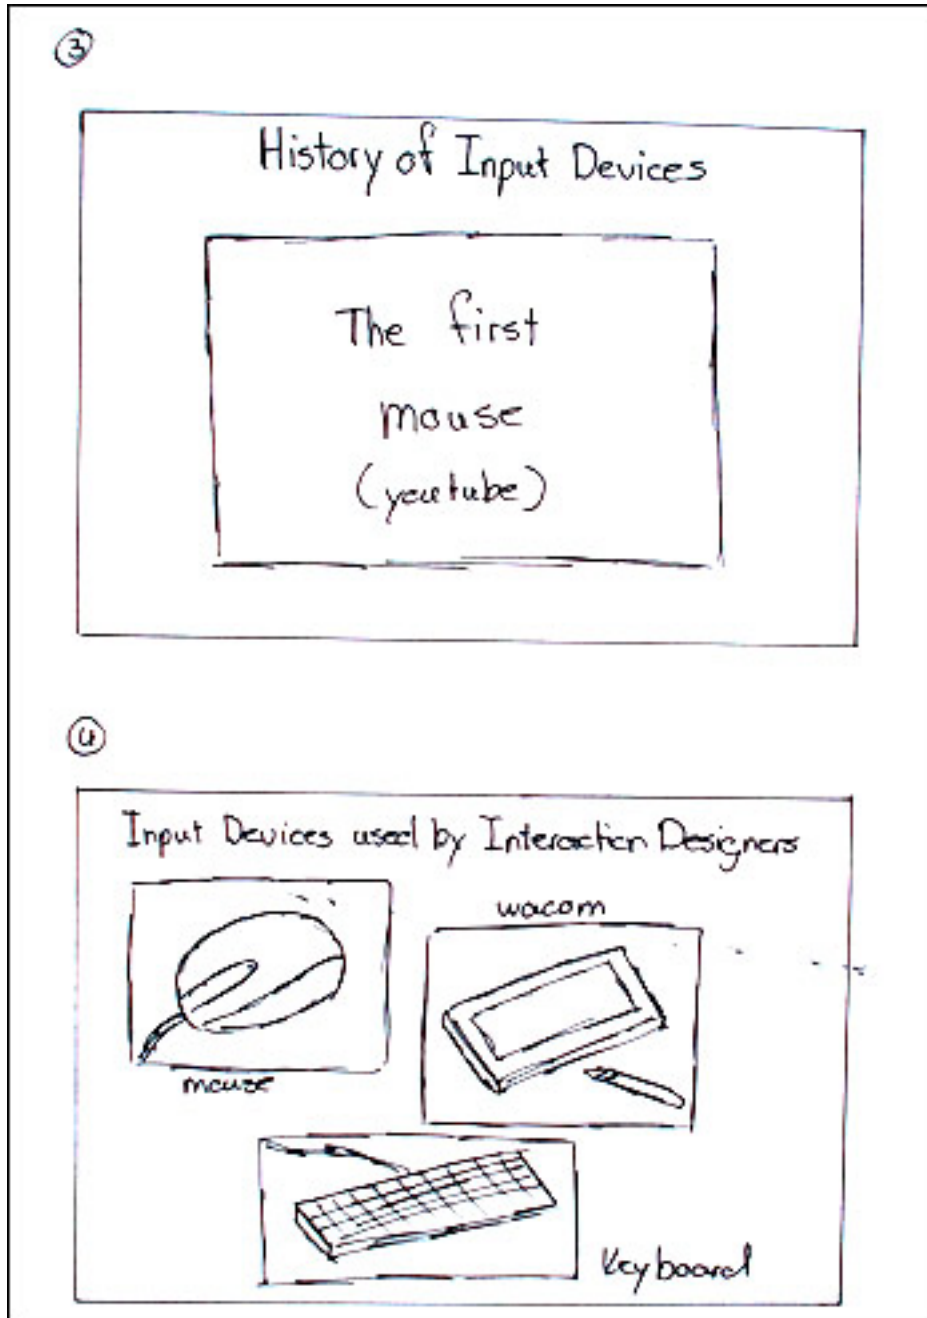 3
History of Input Devices
The first
mouse
(youtube)
4
Input Devices used by Interaction Designers
wacom
mouse
Keyboard